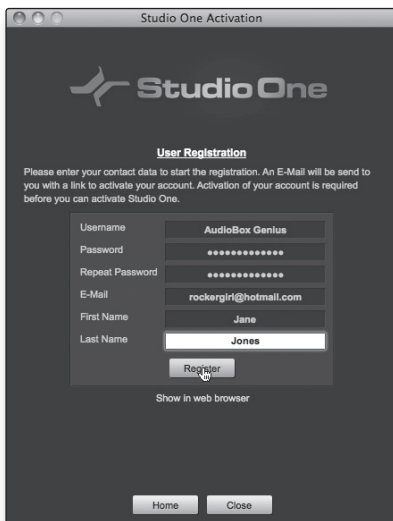 Studio One Activation
Studio One
User Registration
Please enter your contact data to start the registration. An E-Mail will be send to
you with a link to activate your account. Activation of your account is required
before you can activate Studio One.
Username AudioBox Genius
Password •••••••••••••
Repeat Password •••••••••••••
E-Mail rockergirl@hotmail.com
First Name Jane
Last Name Jones
Register
Show in web browser
Home Close